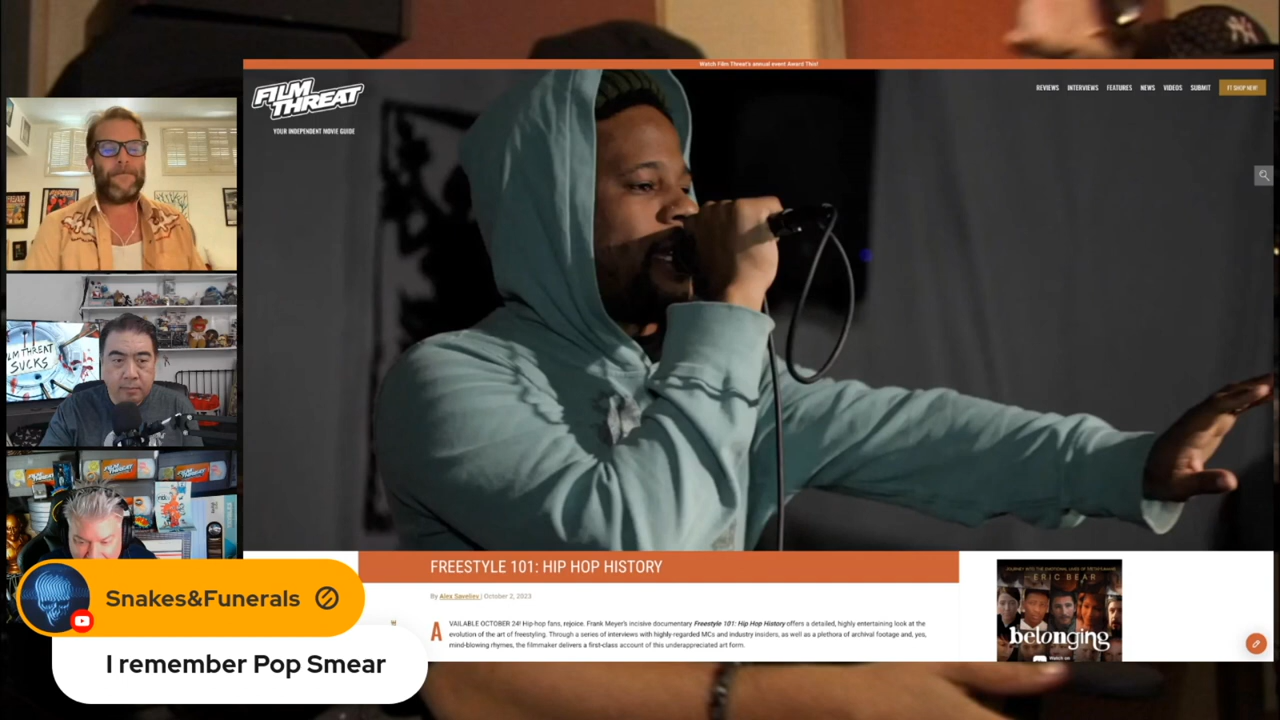 Watch Film Threat's annual event Award This!
FILM THREAT
YOUR INDEPENDENT MOVIE GUIDE
REVIEWS INTERVIEWS FEATURES NEWS VIDEOS SUBMIT FT SHOP NEW!
FILM THREAT SUCKS
FREESTYLE 101: HIP HOP HISTORY
By Alex Saveliev | October 2, 2023
AVAILABLE OCTOBER 24! Hip-hop fans, rejoice. Frank Meyer's incisive documentary Freestyle 101: Hip Hop History offers a detailed, highly entertaining look at the
evolution of the art of freestyling. Through a series of interviews with highly-regarded MCs and industry insiders, as well as a plethora of archival footage and, yes,
mind-blowing rhymes, the filmmaker delivers a first-class account of this underappreciated art form.
ERIC BEAR
belonging
Watch on
Snakes&Funerals
I remember Pop Smear